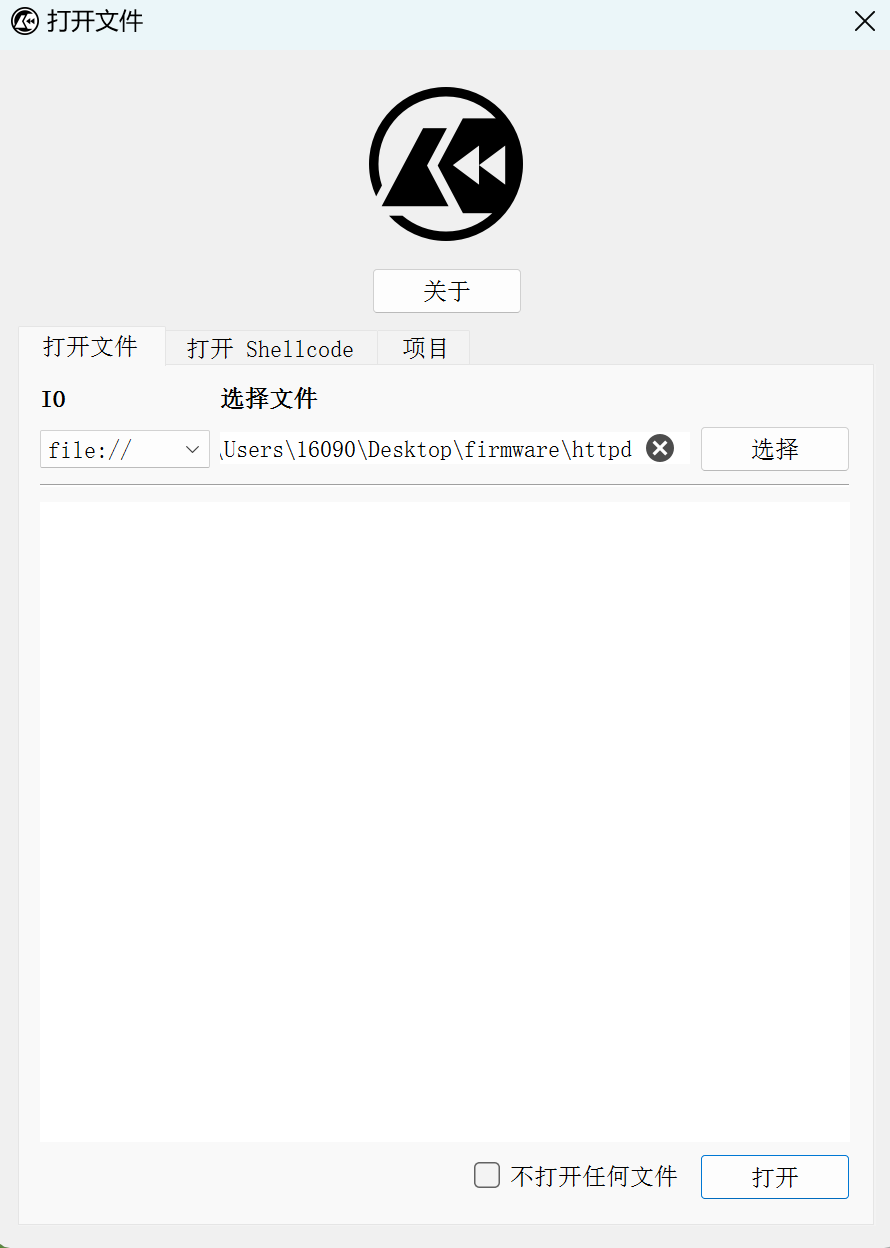 打开文件
关于
打开文件 打开 Shellcode 项目
IO 选择文件
file:// \Users\16090\Desktop\firmware\httpd 选择
不打开任何文件 打开